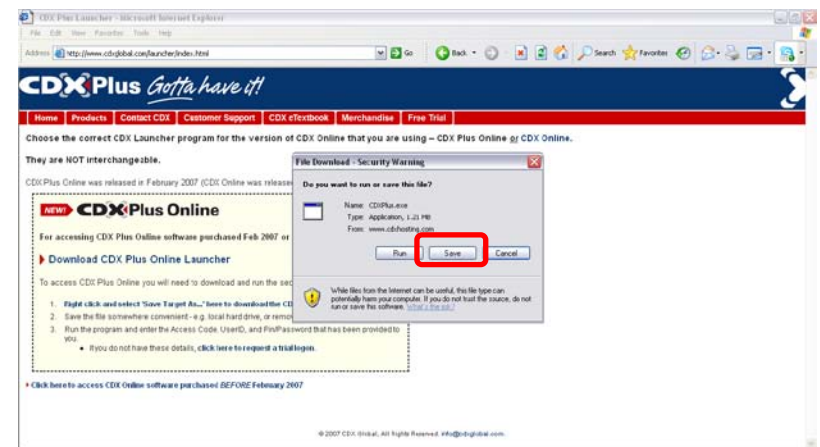 CDX Plus Launcher - Microsoft Internet Explorer
File Edit View Favorites Tools Help
Address http://www.cdxglobal.com/launcher/index.html Go Back Search Favorites
CDX Plus Gotta have it!
Home Products Contact CDX Customer Support CDX eTextbook Merchandise Free Trial
Choose the correct CDX Launcher program for the version of CDX Online that you are using – CDX Plus Online or CDX Online.
They are NOT interchangeable.
CDX Plus Online was released in February 2007 (CDX Online was released
NEW! CDX Plus Online
For accessing CDX Plus Online software purchased Feb 2007 or
Download CDX Plus Online Launcher
To access CDX Plus Online you will need to download and run the sec
1. Right click and select 'Save Target As...' here to download the CD
2. Save the file somewhere convenient - e.g. local hard drive, or remov
3. Run the program and enter the Access Code, UserID, and Pin/Password that has been provided to
you.
• If you do not have these details, click here to request a trial logon.
Click here to access CDX Online software purchased BEFORE February 2007
© 2007 CDX Global, All Rights Reserved. info@cdxglobal.com.
File Download - Security Warning
Do you want to run or save this file?
Name: CDXPlus.exe
Type: Application, 1.21 MB
From: www.cdxhosting.com
Run Save Cancel
While files from the Internet can be useful, this file type can
potentially harm your computer. If you do not trust the source, do not
run or save this software. What's the risk?